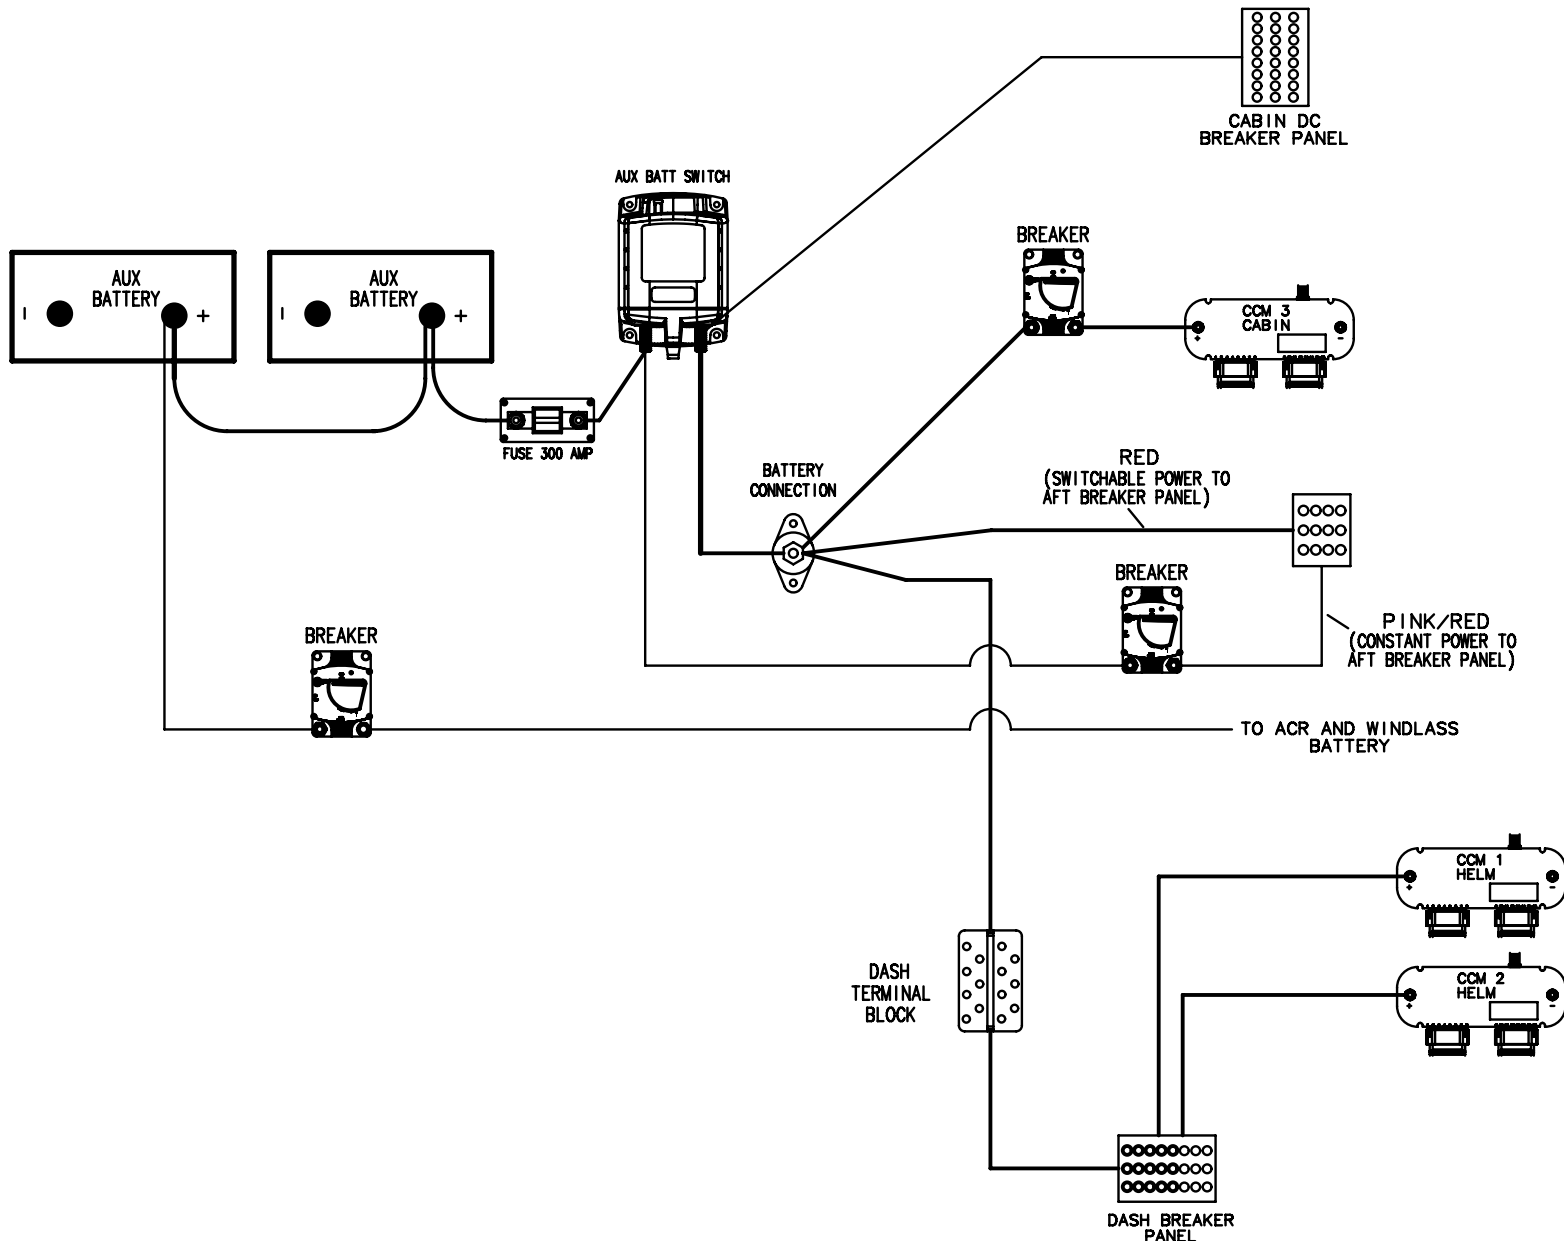 CABIN DC
BREAKER PANEL
AUX BATT SWITCH
BREAKER
AUX
BATTERY
- +
AUX
BATTERY
- +
CCM 3
CABIN
+ -
FUSE 300 AMP
BATTERY
CONNECTION
RED
(SWITCHABLE POWER TO
AFT BREAKER PANEL)
BREAKER
PINK/RED
(CONSTANT POWER TO
AFT BREAKER PANEL)
BREAKER
TO ACR AND WINDLASS
BATTERY
CCM 1
HELM
+ -
DASH
TERMINAL
BLOCK
CCM 2
HELM
+ -
DASH BREAKER
PANEL